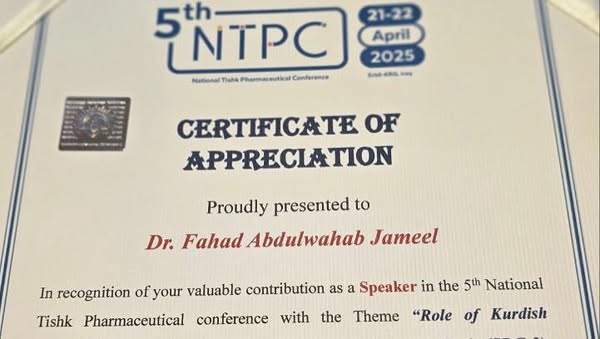 5th
NTPC
National Tishk Pharmaceutical Conference
21-22
April
2025
CERTIFICATE OF
APPRECIATION
Proudly presented to
Dr. Fahad Abdulwahab Jameel
In recognition of your valuable contribution as a Speaker in the 5th National
Tishk Pharmaceutical conference with the Theme “Role of Kurdish